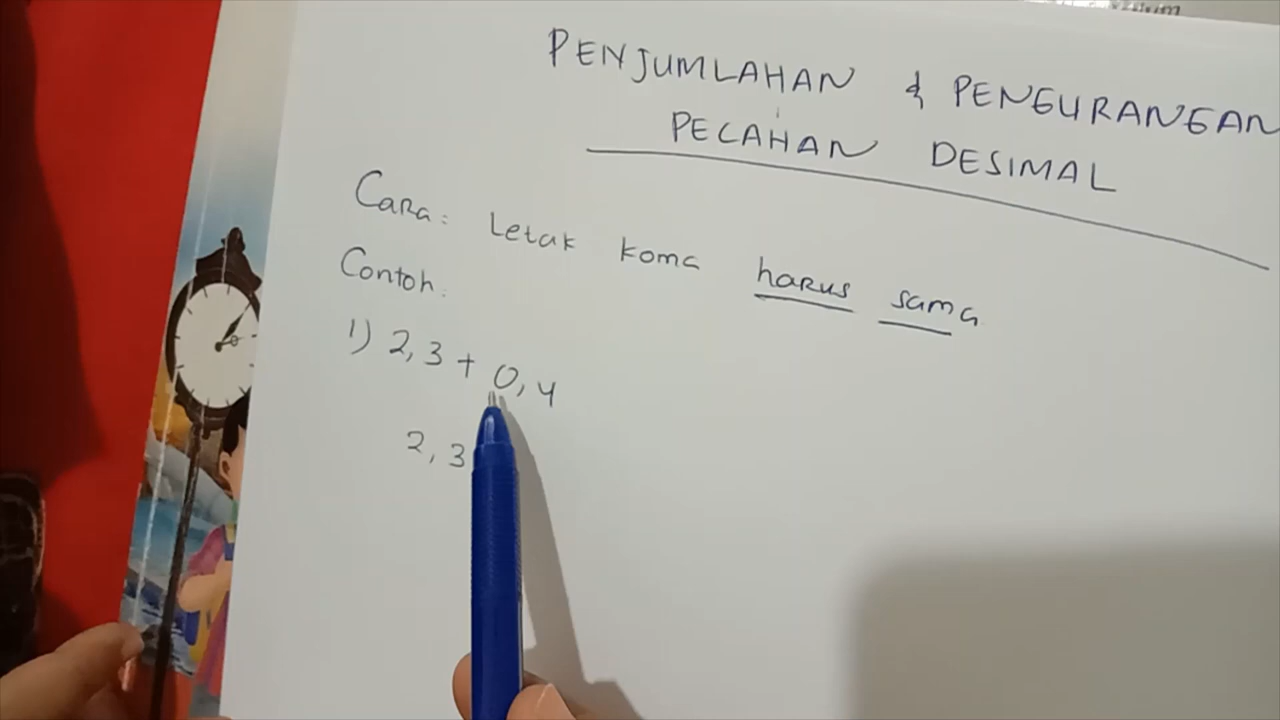 PENJUMLAHAN & PENGURANGAN
PECAHAN DESIMAL
Cara: Letak koma harus sama
Contoh:
1) 2,3 + 0,4
2,3